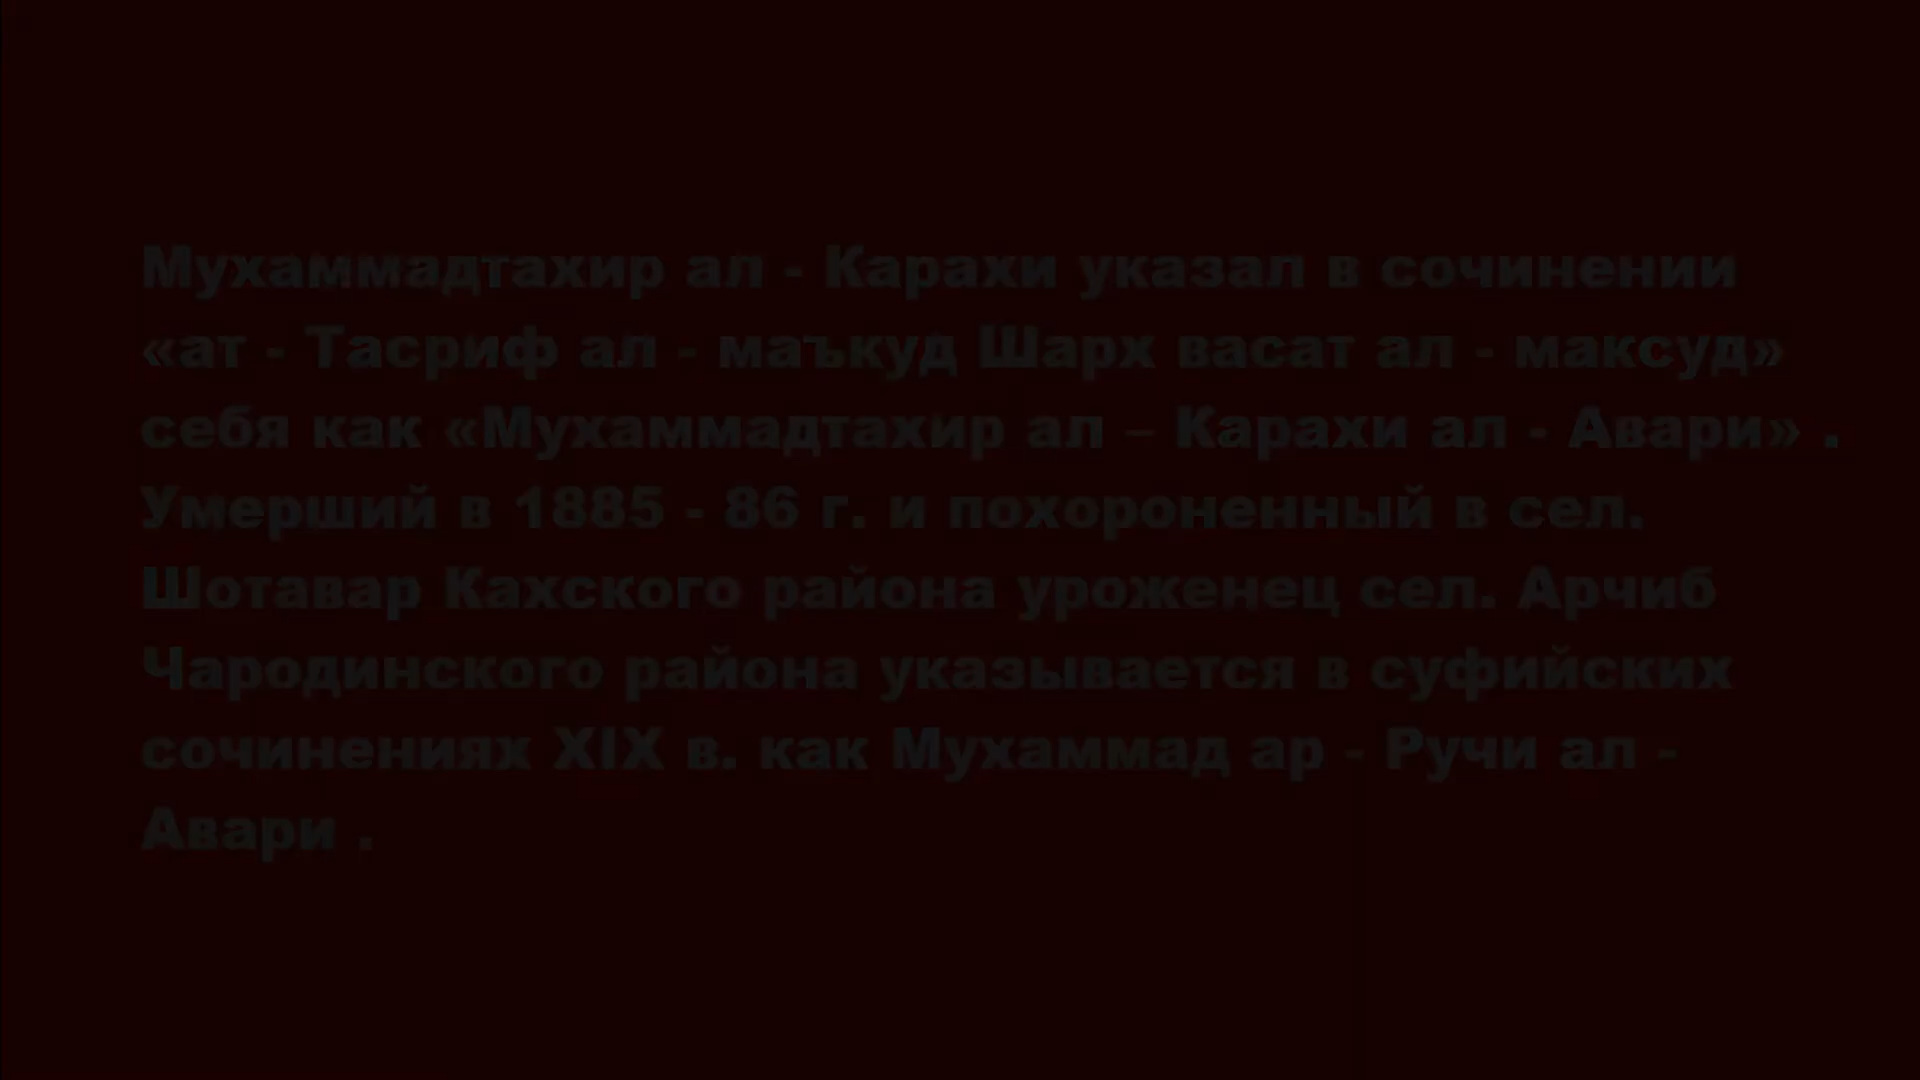 Мухаммадтахир ал - Карахи указал в сочинении
«ат - Тасриф ал - маъкуд Шарх васат ал - максуд»
себя как «Мухаммадтахир ал – Карахи ал - Авари» .
Умерший в 1885 - 86 г. и похороненный в сел.
Шотавар Кахского района уроженец сел. Арчиб
Чародинского района указывается в суфийских
сочинениях XIX в. как Мухаммад ар - Ручи ал -
Авари .